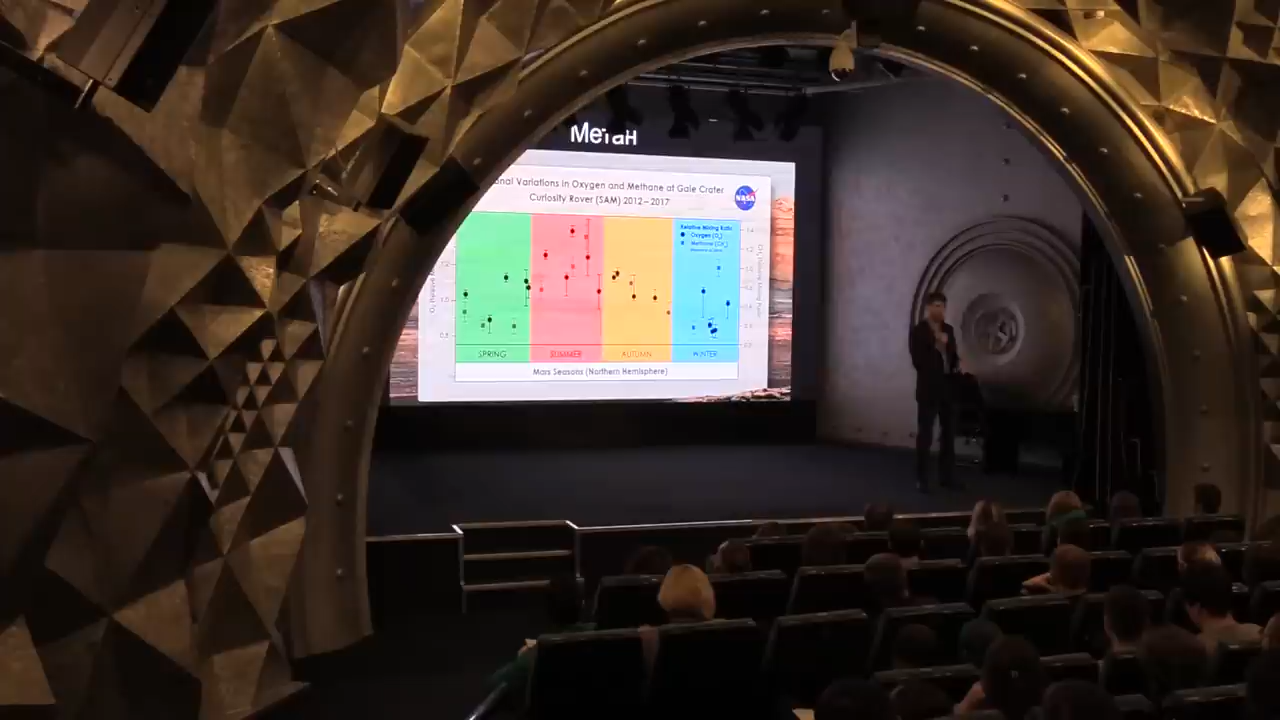 Метан
onal Variations in Oxygen and Methane at Gale Crater
Curiosity Rover (SAM) 2012–2017
NASA
Relative Mixing Ratio
Oxygen (O₂)
Methane (CH₄)
SPRING SUMMER AUTUMN WINTER
Mars Seasons (Northern Hemisphere)